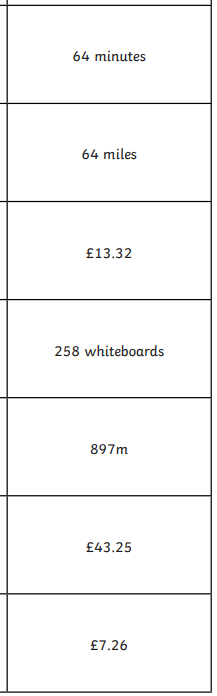 64 minutes
64 miles
£13.32
258 whiteboards
897m
£43.25
£7.26